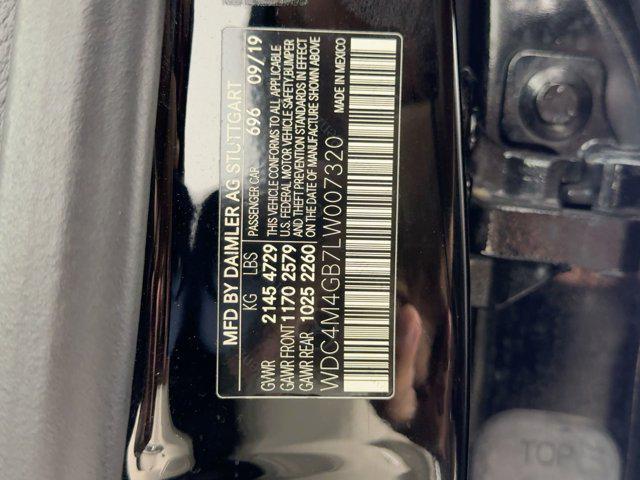 MFD BY DAIMLER AG STUTTGART
KG LBS PASSENGER CAR 696 09/19
GVWR 2145 4729 THIS VEHICLE CONFORMS TO ALL APPLICABLE
GAWR FRONT 1170 2579 U.S. FEDERAL MOTOR VEHICLE SAFETY,BUMPER
GAWR REAR 1025 2260 AND THEFT PREVENTION STANDARDS IN EFFECT
ON THE DATE OF MANUFACTURE SHOWN ABOVE
WDC4M4GB7LW007320 MADE IN MEXICO
TOP